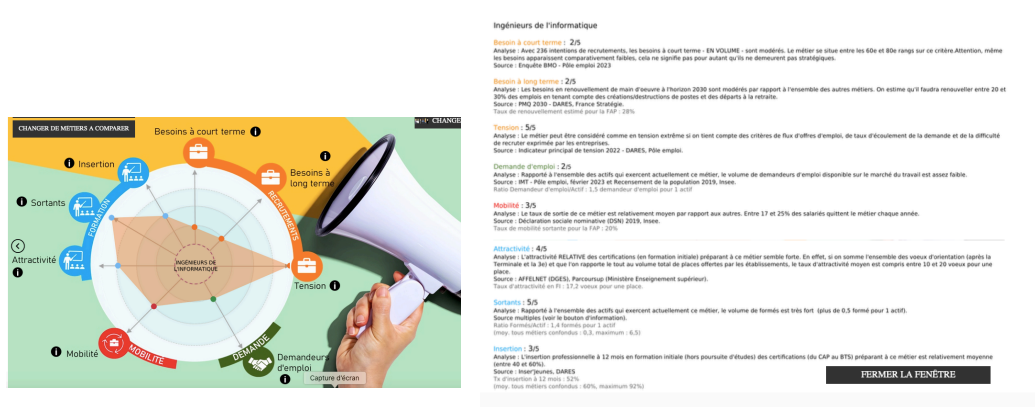 CHANGER DE METIERS A COMPARER
CHANGE
Besoins à court terme
Insertion
Besoins à
long terme
Sortants
FORMATION
RECRUTEMENTS
Attractivité
INGÉNIEURS DE
L'INFORMATIQUE
Tension
Mobilité
MOBILITÉ
DEMANDE
Demandeurs
d'emploi
Capture d'écran
Ingénieurs de l'informatique
Besoin à court terme : 2/5
Analyse : Avec 236 intentions de recrutements, les besoins à court terme - EN VOLUME - sont modérés. Le métier se situe entre les 60e et 80e rangs sur ce critère.Attention, même
les besoins apparaissent comparativement faibles, cela ne signifie pas pour autant qu'ils ne demeurent pas stratégiques.
Source : Enquête BMO - Pôle emploi 2023
Besoin à long terme : 2/5
Analyse : Les besoins en renouvellement de main d'oeuvre à l'horizon 2030 sont modérés par rapport à l'ensemble des autres métiers. On estime qu'il faudra renouveller entre 20 et
30% des emplois en tenant compte des créations/destructions de postes et des départs à la retraite.
Source : PMQ 2030 - DARES, France Stratégie.
Taux de renouvellement estimé pour la FAP : 28%
Tension : 5/5
Analyse : Le métier peut être considéré comme en tension extrême si on tient compte des critères de flux d'offres d'emploi, de taux d'écoulement de la demande et de la difficulté
de recruter exprimée par les entreprises.
Source : Indicateur principal de tension 2022 - DARES, Pôle emploi.
Demande d'emploi : 2/5
Analyse : Rapporté à l'ensemble des actifs qui exercent actuellement ce métier, le volume de demandeurs d'emploi disponible sur le marché du travail est assez faible.
Source : IMT - Pôle emploi, février 2023 et Recensement de la population 2019, Insee.
Ratio Demandeur d'emploi/Actif : 1,5 demandeur d'emploi pour 1 actif
Mobilité : 3/5
Analyse : Le taux de sortie de ce métier est relativement moyen par rapport aux autres. Entre 17 et 25% des salariés quittent le métier chaque année.
Source : Déclaration sociale nominative (DSN) 2019, Insee.
Taux de mobilité sortante pour la FAP : 20%
Attractivité : 4/5
Analyse : L'attractivité RELATIVE des certifications (en formation initiale) préparant à ce métier semble forte. En effet, si on somme l'ensemble des voeux d'orientation (après la
Terminale et la 3e) et que l'on rapporte le tout au volume total de places offertes par les établissements, le taux d'attractivité moyen est compris entre 10 et 20 voeux pour une
place.
Source : AFFELNET (DGES), Parcoursup (Ministère Enseignement supérieur).
Taux d'attractivité en FI : 17,2 voeux pour une place.
Sortants : 5/5
Analyse : Rapporté à l'ensemble des actifs qui exercent actuellement ce métier, le volume de formés est très fort (plus de 0,5 formé pour 1 actif).
Source multiples (voir le bouton d'information).
Ratio Formés/Actif : 1,4 formés pour 1 actif
(moy. tous métiers confondus : 0,3, maximum : 6,5)
Insertion : 3/5
Analyse : L'insertion professionnelle à 12 mois en formation initiale (hors poursuite d'études) des certifications (du CAP au BTS) préparant à ce métier est relativement moyenne
(entre 40 et 60%).
Source : Inser'Jeunes, DARES
Tx d'insertion à 12 mois : 52%
(moy. tous métiers confondus : 60%, maximum 92%)
FERMER LA FENÊTRE